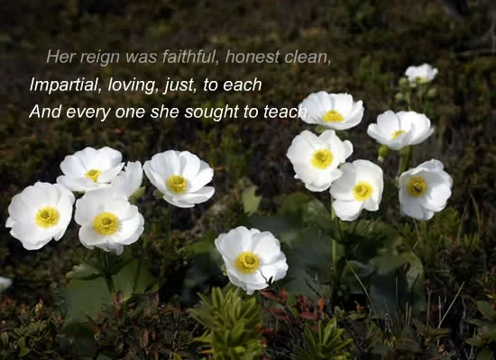 Her reign was faithful, honest clean,
Impartial, loving, just, to each
And every one she sought to teach